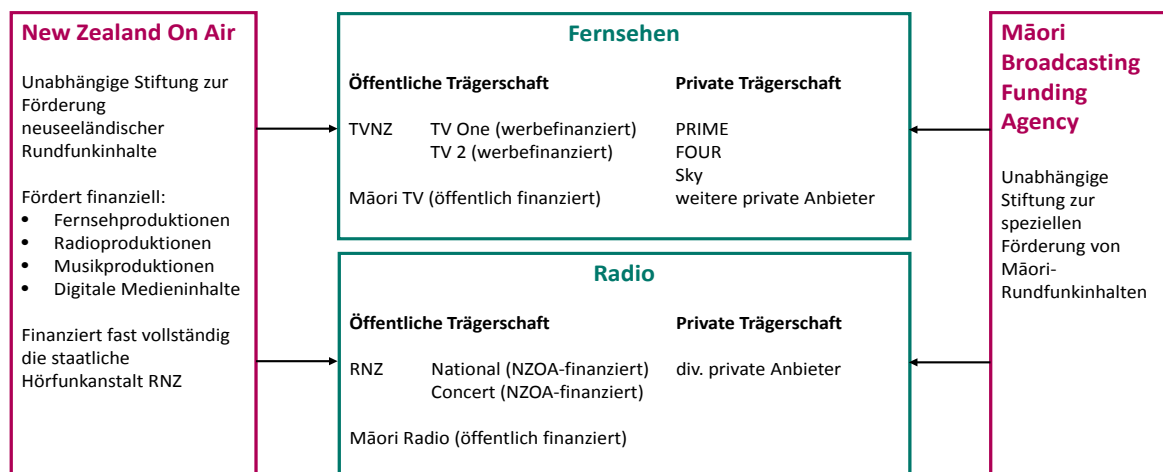 New Zealand On Air
Unabhängige Stiftung zur
Förderung
neuseeländischer
Rundfunkinhalte
Fördert finanziell:
• Fernsehproduktionen
• Radioproduktionen
• Musikproduktionen
• Digitale Medieninhalte
Finanziert fast vollständig
die staatliche
Hörfunkanstalt RNZ
Fernsehen
Öffentliche Trägerschaft Private Trägerschaft
TVNZ TV One (werbefinanziert) PRIME
TV 2 (werbefinanziert) FOUR
Sky
Māori TV (öffentlich finanziert) weitere private Anbieter
Radio
Öffentliche Trägerschaft Private Trägerschaft
RNZ National (NZOA-finanziert) div. private Anbieter
Concert (NZOA-finanziert)
Māori Radio (öffentlich finanziert)
Māori
Broadcasting
Funding
Agency
Unabhängige
Stiftung zur
speziellen
Förderung von
Māori-
Rundfunkinhalten